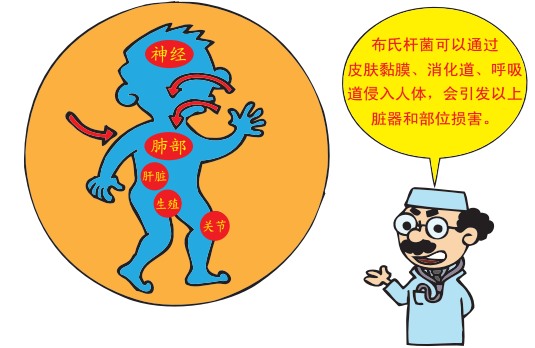 神经
肺部
肝脏
生殖
关节
布氏杆菌可以通过
皮肤黏膜、消化道、呼吸
道侵入人体，会引发以上
脏器和部位损害。